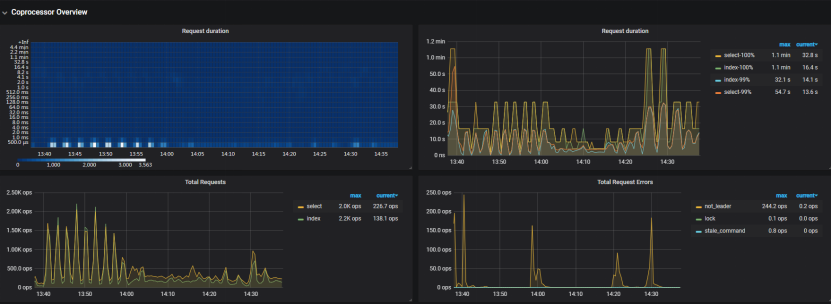 Coprocessor Overview
Request duration
+Inf
4.4 min
2.2 min
1.1 min
32.8 s
16.4 s
8.2 s
4.1 s
2.0 s
1.0 s
512.0 ms
256.0 ms
128.0 ms
64.0 ms
32.0 ms
16.0 ms
8.0 ms
4.0 ms
2.0 ms
1.0 ms
500.0 µs
13:40 13:45 13:50 13:55 14:00 14:05 14:10 14:15 14:20 14:25 14:30 14:35
0 1,000 2,000 3,000 3,563
Request duration
1.2 min
1.0 min
50.0 s
40.0 s
30.0 s
20.0 s
10.0 s
0 ns
13:40 13:50 14:00 14:10 14:20 14:30
max current
select-100% 1.1 min 32.8 s
index-100% 1.1 min 16.4 s
index-99% 32.1 s 14.1 s
select-99% 54.7 s 13.6 s
Total Requests
2.50K ops
2.00K ops
1.50K ops
1.00K ops
500.0 ops
0 ops
13:40 13:50 14:00 14:10 14:20 14:30
max current
select 2.0K ops 226.7 ops
index 2.2K ops 138.1 ops
Total Request Errors
250.0 ops
200.0 ops
150.0 ops
100.0 ops
50.0 ops
0 ops
13:40 13:50 14:00 14:10 14:20 14:30
max current
not_leader 244.2 ops 0.2 ops
lock 0.1 ops 0.0 ops
stale_command 0.8 ops 0 ops